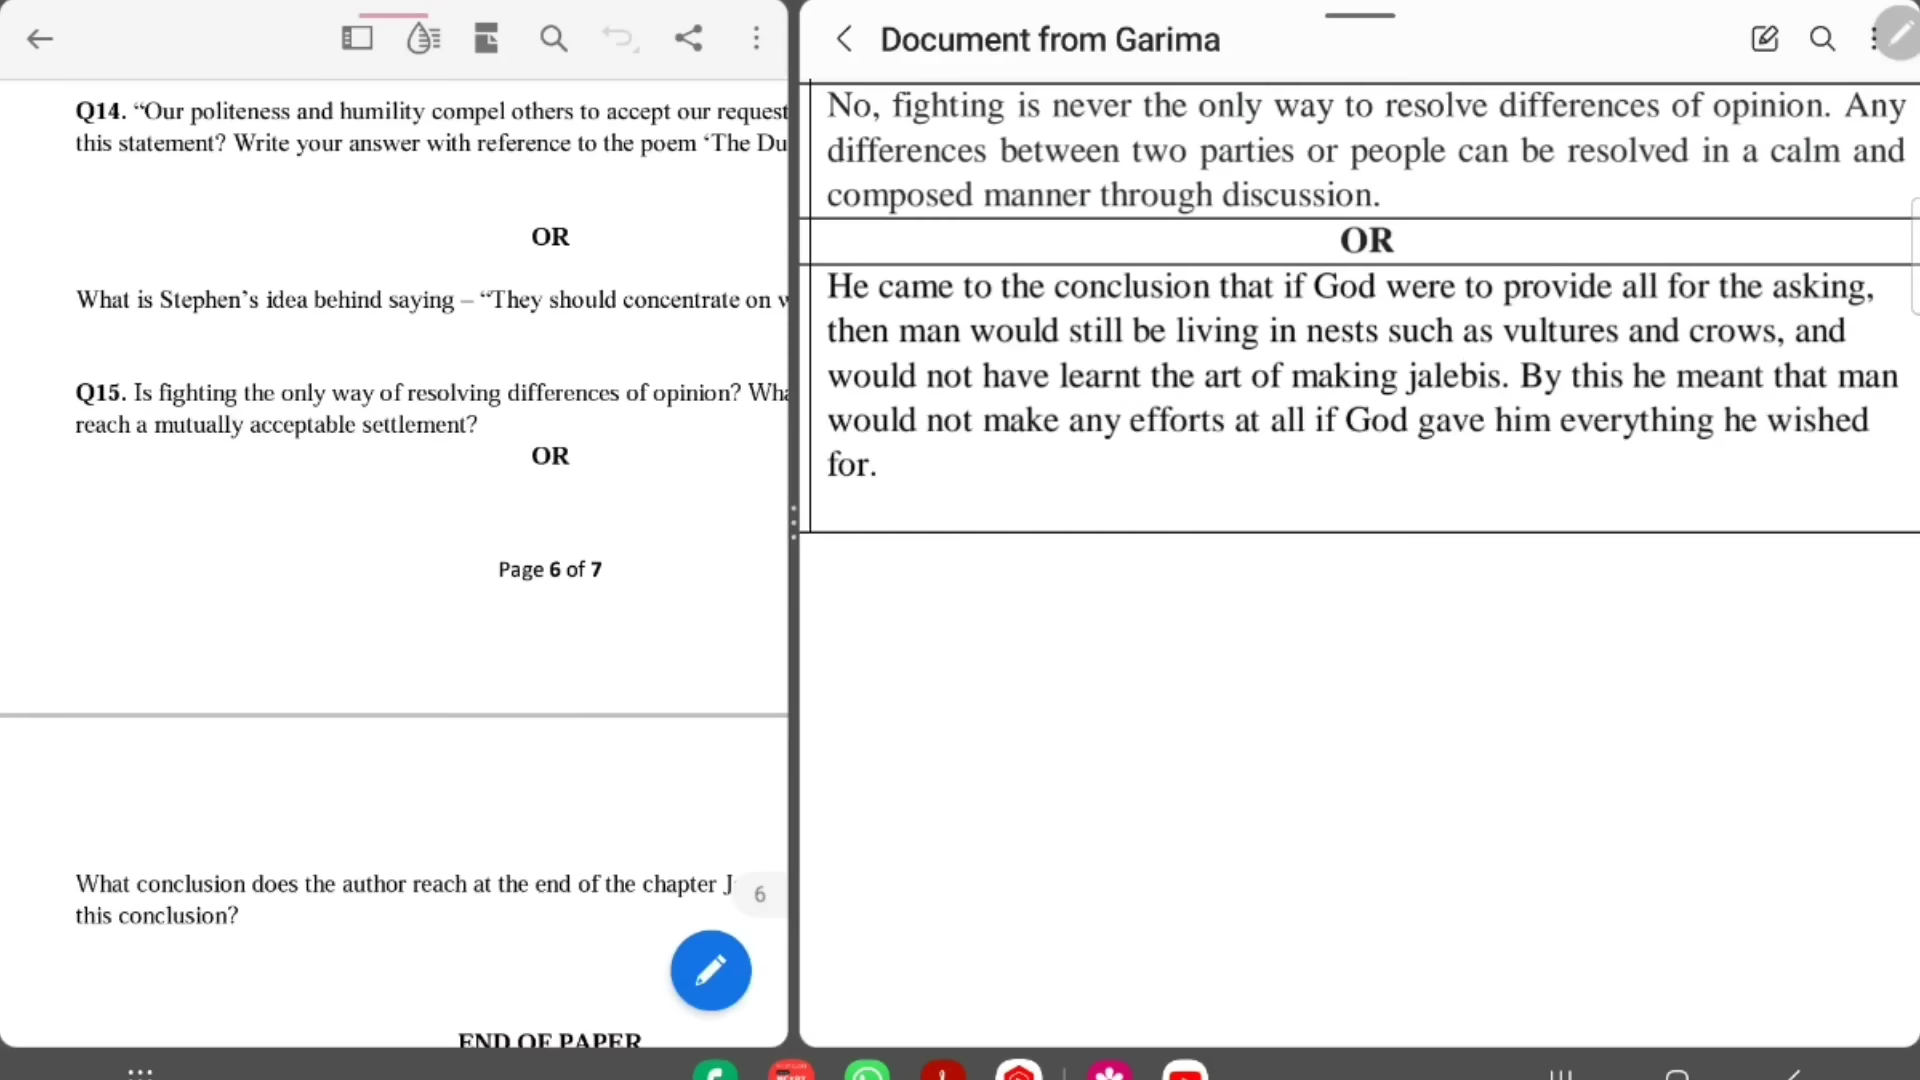 Q14. “Our politeness and humility compel others to accept our request
this statement? Write your answer with reference to the poem ‘The Du
OR
What is Stephen’s idea behind saying – “They should concentrate on
Q15. Is fighting the only way of resolving differences of opinion?
reach a mutually acceptable settlement?
OR
Page 6 of 7
What conclusion does the author reach at the end of the chapter
this conclusion?
6
END OF PAPER
Document from Garima
No, fighting is never the only way to resolve differences of opinion. Any
differences between two parties or people can be resolved in a calm and
composed manner through discussion.
OR
He came to the conclusion that if God were to provide all for the asking,
then man would still be living in nests such as vultures and crows, and
would not have learnt the art of making jalebis. By this he meant that man
would not make any efforts at all if God gave him everything he wished
for.